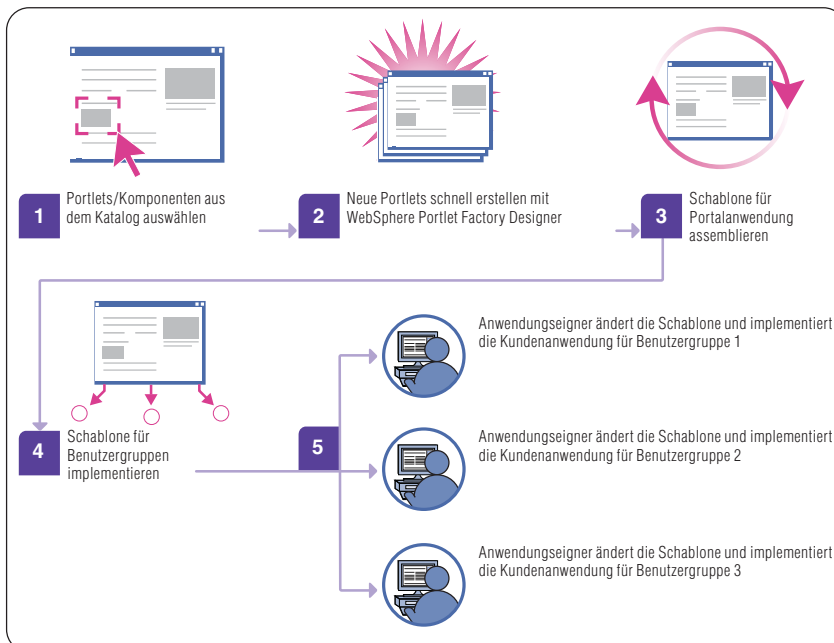 1
Portlets/Komponenten aus
dem Katalog auswählen
2
Neue Portlets schnell erstellen mit
WebSphere Portlet Factory Designer
3
Schablone für
Portalanwendung
assemblieren
4
Schablone für
Benutzergruppen
implementieren
5
Anwendungseigner ändert die Schablone und implementiert
die Kundenanwendung für Benutzergruppe 1
Anwendungseigner ändert die Schablone und implementiert
die Kundenanwendung für Benutzergruppe 2
Anwendungseigner ändert die Schablone und implementiert
die Kundenanwendung für Benutzergruppe 3